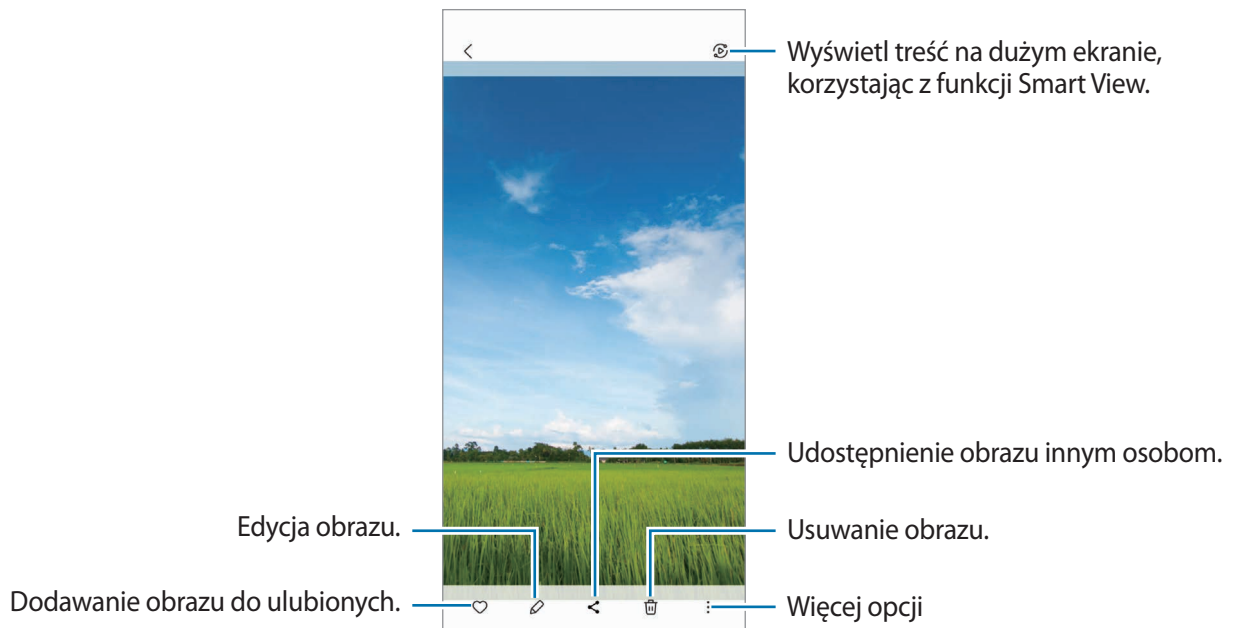 Wyświetl treść na dużym ekranie,
korzystając z funkcji Smart View.
Udostępnienie obrazu innym osobom.
Edycja obrazu.
Usuwanie obrazu.
Dodawanie obrazu do ulubionych.
Więcej opcji